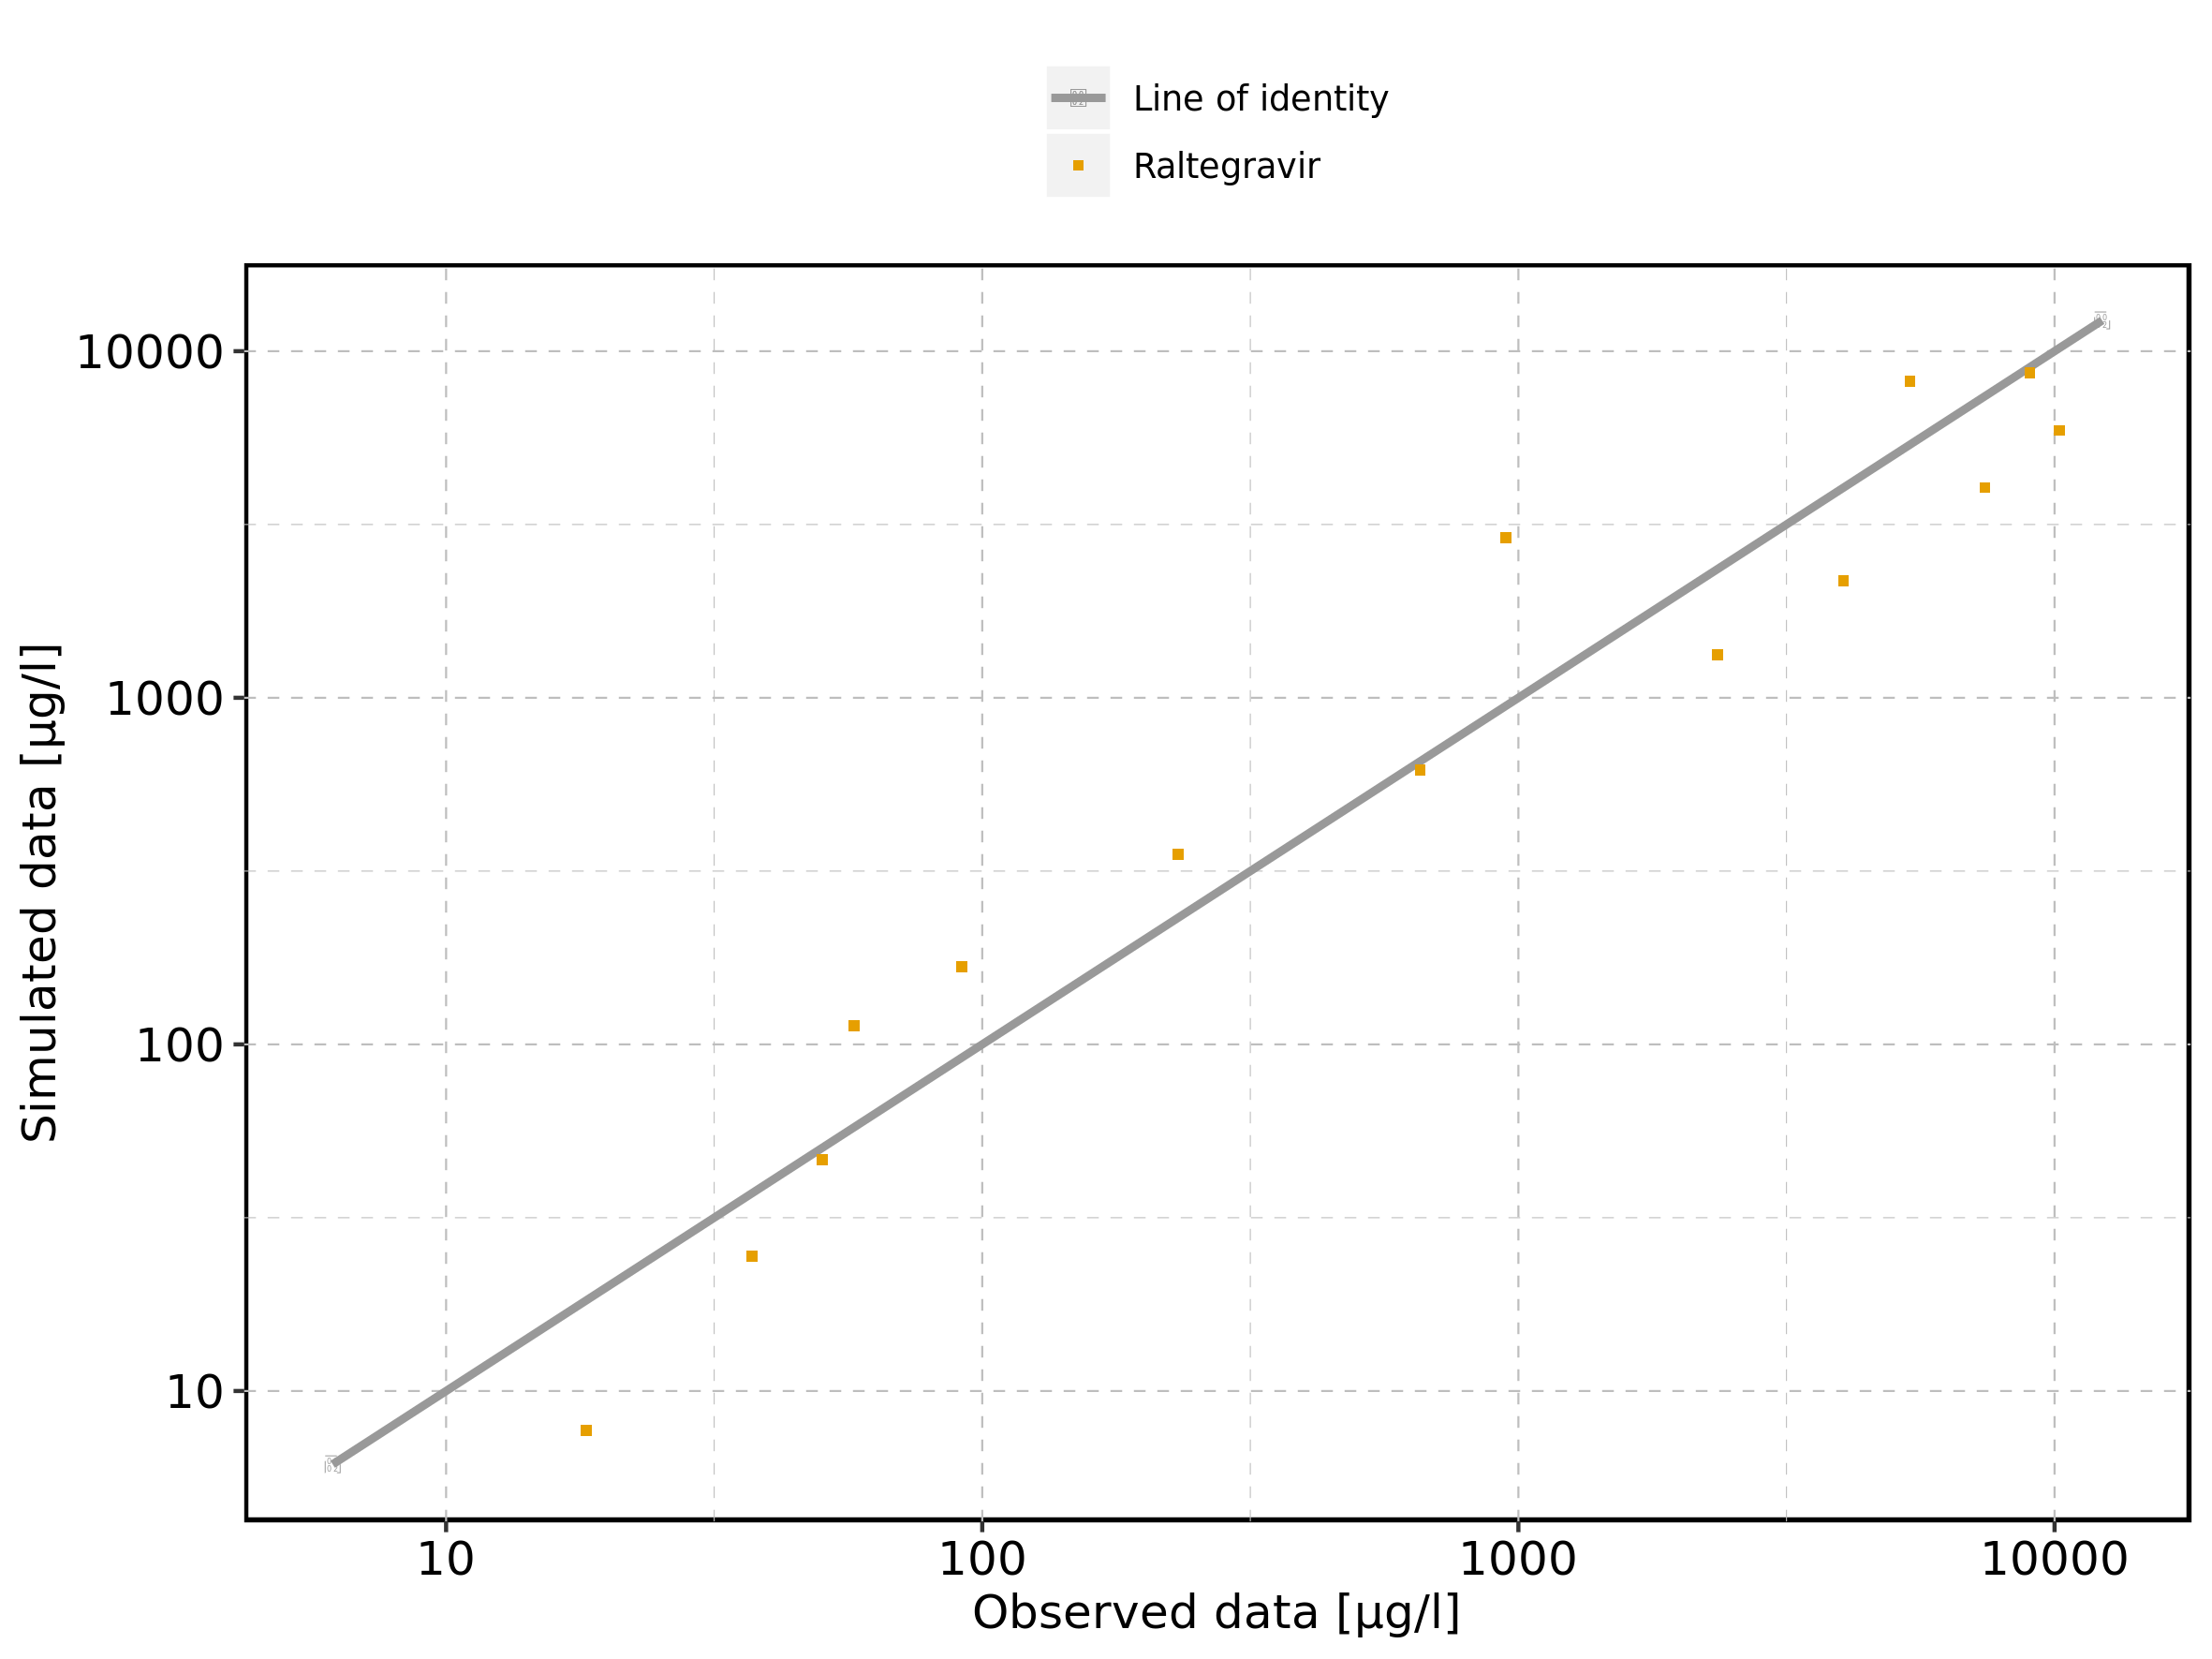 Line of identity
Raltegravir
10000
1000
100
10
Simulated data [µg/l]
10
100
1000
10000
Observed data [µg/l]